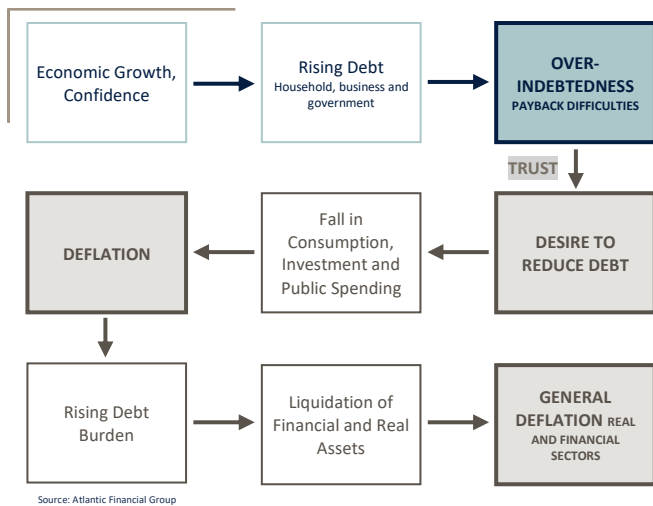 Economic Growth,
Confidence
Rising Debt
Household, business and
government
OVER-
INDEBTEDNESS
PAYBACK DIFFICULTIES
TRUST
DEFLATION
Fall in
Consumption,
Investment and
Public Spending
DESIRE TO
REDUCE DEBT
Rising Debt
Burden
Liquidation of
Financial and Real
Assets
GENERAL
DEFLATION REAL
AND FINANCIAL
SECTORS
Source: Atlantic Financial Group